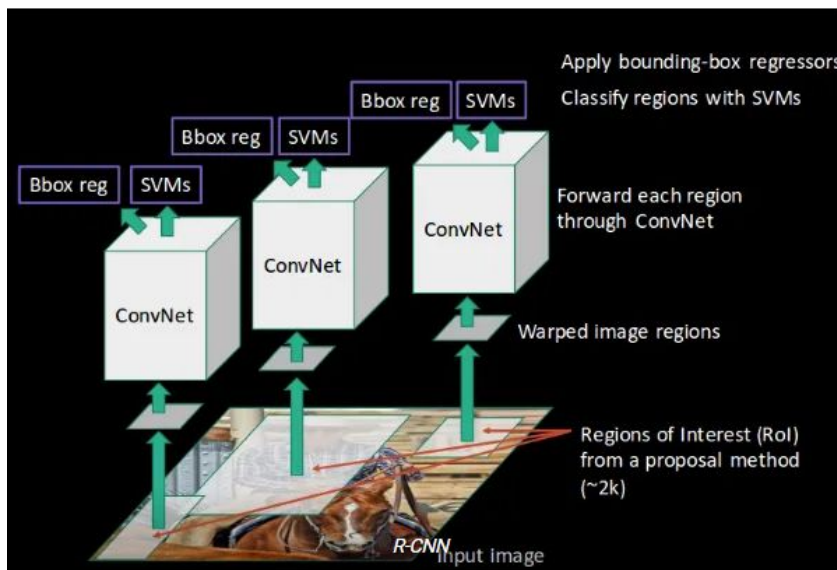 Apply bounding-box regressors
Bbox reg
SVMs
Classify regions with SVMs
Bbox reg
SVMs
Bbox reg
SVMs
Forward each region
through ConvNet
ConvNet
ConvNet
ConvNet
Warped image regions
Regions of Interest (RoI)
from a proposal method
(~2k)
R-CNN
Input image